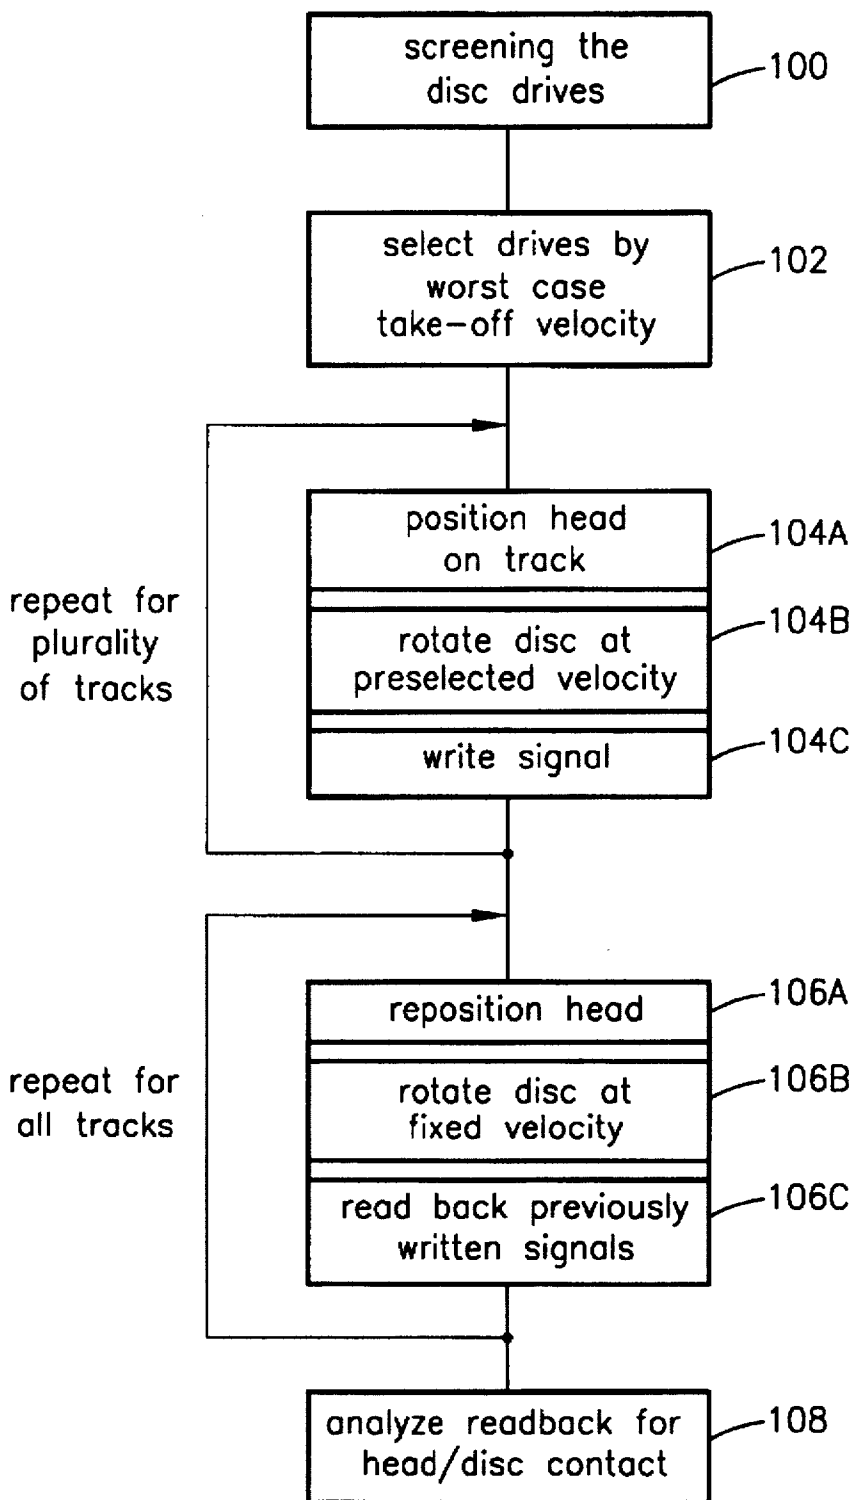 screening the
disc drives
100
select drives by
worst case
take-off velocity
102
position head
on track
104A
repeat for
plurality
of tracks
rotate disc at
preselected velocity
104B
write signal
104C
reposition head
106A
repeat for
all tracks
rotate disc at
fixed velocity
106B
read back previously
written signals
106C
analyze readback for
head/disc contact
108